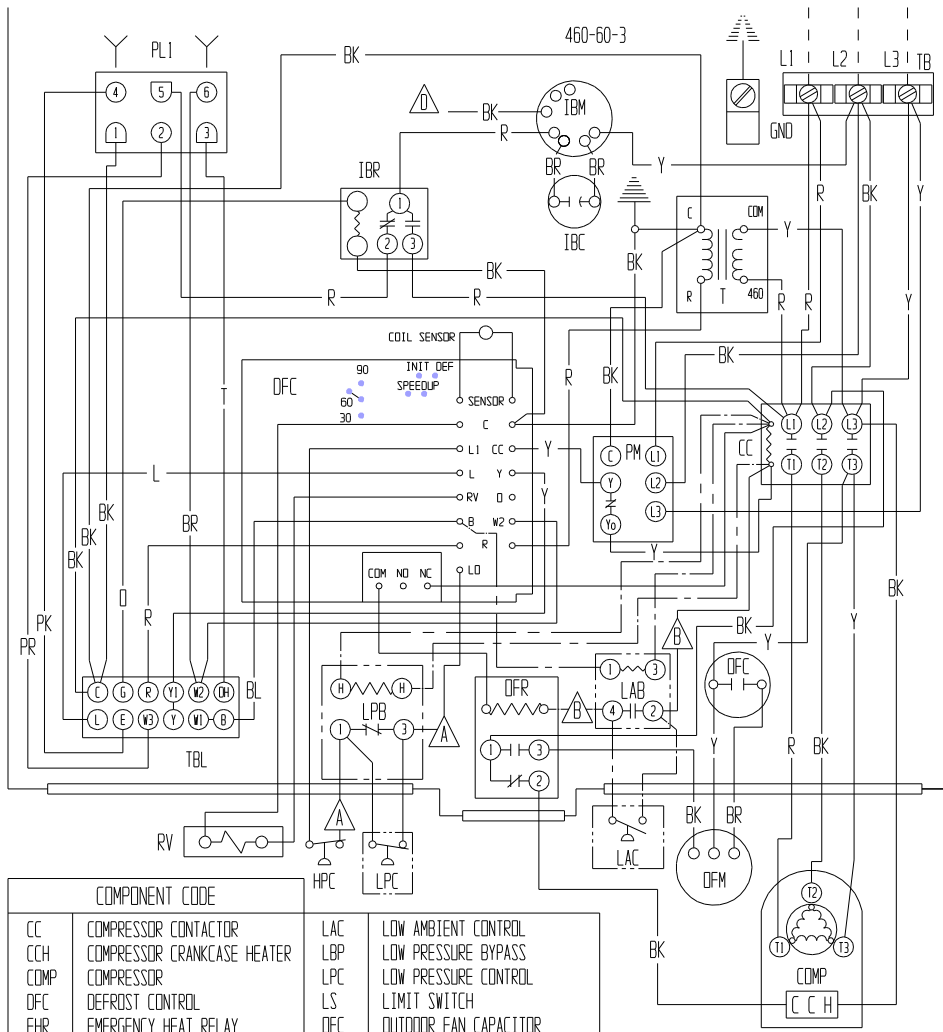 460-60-3
PL1
4 5 6
1 2 3
BK
D
BK
R
IBM
BR BR
IBC
Y
GND
L1 L2 L3 TB
R BK Y
IBR
1
2 3
BK
R R
BK
C COM
R T 460
Y
R R Y
COIL SENSOR
DFC
90
60
30
INIT DEF
SPEEDUP
SENSOR
C
L1 CC
L Y
RV O
B W2
R
LO
COM NO NC
L
Y
Y
R BK
BK
C PM L1
Y L2
Yo L3
Y
CC
L1 L2 L3
T1 T2 T3
T
BK
BK
BK
BR
O
R
PK
PR
BL
C G R Y1 W2 OH
L E W3 Y W1 B
TBL
H H
LPB
1 3
A
A
OFR
1 3
2
B
B
1 3
LAB
4 2
BK
Y
BK
Y
OFC
Y
R BK
BK BR
RV
HPC
LPC
LAC
OFM
BK
T2
T1 T3
COMP
CCH
COMPONENT CODE
CC COMPRESSOR CONTACTOR LAC LOW AMBIENT CONTROL
CCH COMPRESSOR CRANKCASE HEATER LBP LOW PRESSURE BYPASS
COMP COMPRESSOR LPC LOW PRESSURE CONTROL
DFC DEFROST CONTROL LS LIMIT SWITCH
EHR EMERGENCY HEAT RELAY OFC OUTDOOR FAN CAPACITOR